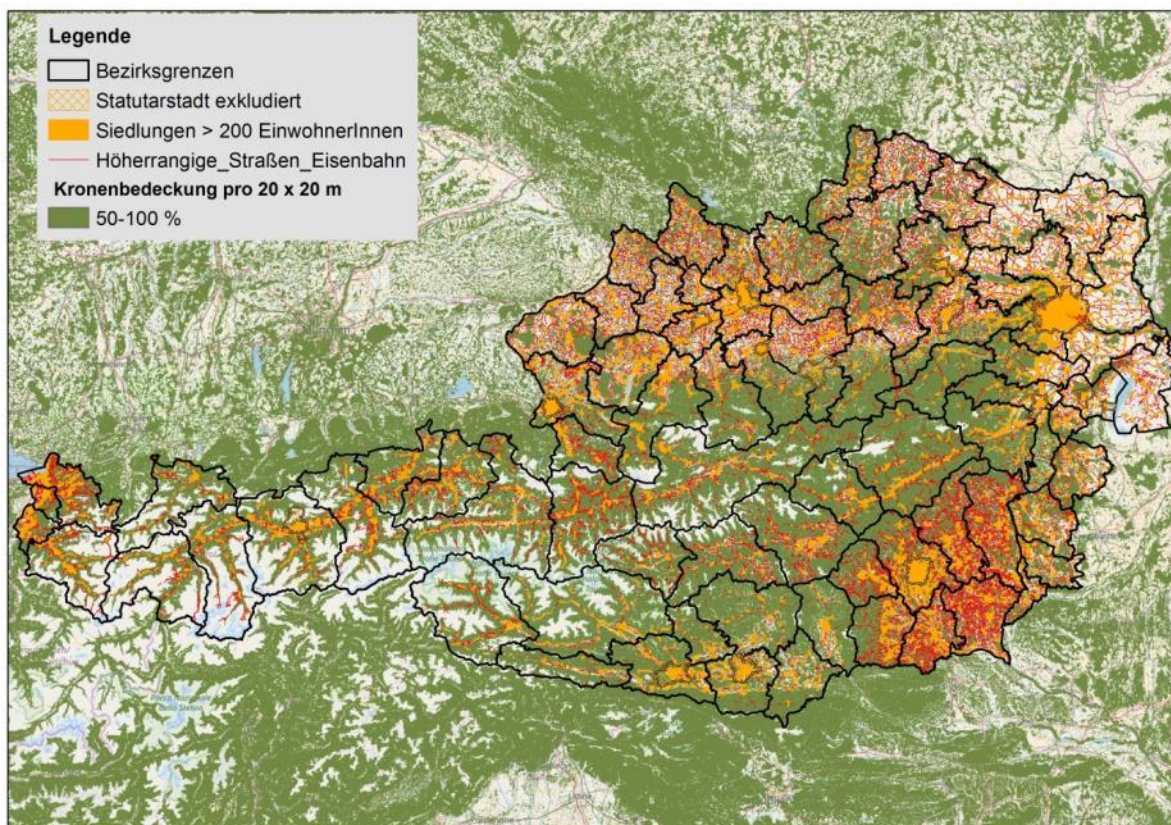 Legende
Bezirksgrenzen
Statutarstadt exkludiert
Siedlungen > 200 EinwohnerInnen
Höherrangige_Straßen_Eisenbahn
Kronenbedeckung pro 20 x 20 m
50-100 %